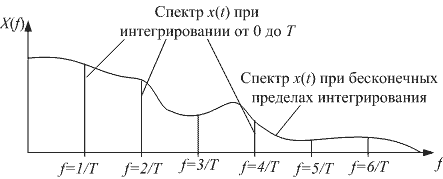 X(f)
Спектр x(t) при
интегрировании от 0 до T
Спектр x(t) при бесконечных
пределах интегрирования
f=1/T
f=2/T
f=3/T
f=4/T
f=5/T
f=6/T
f